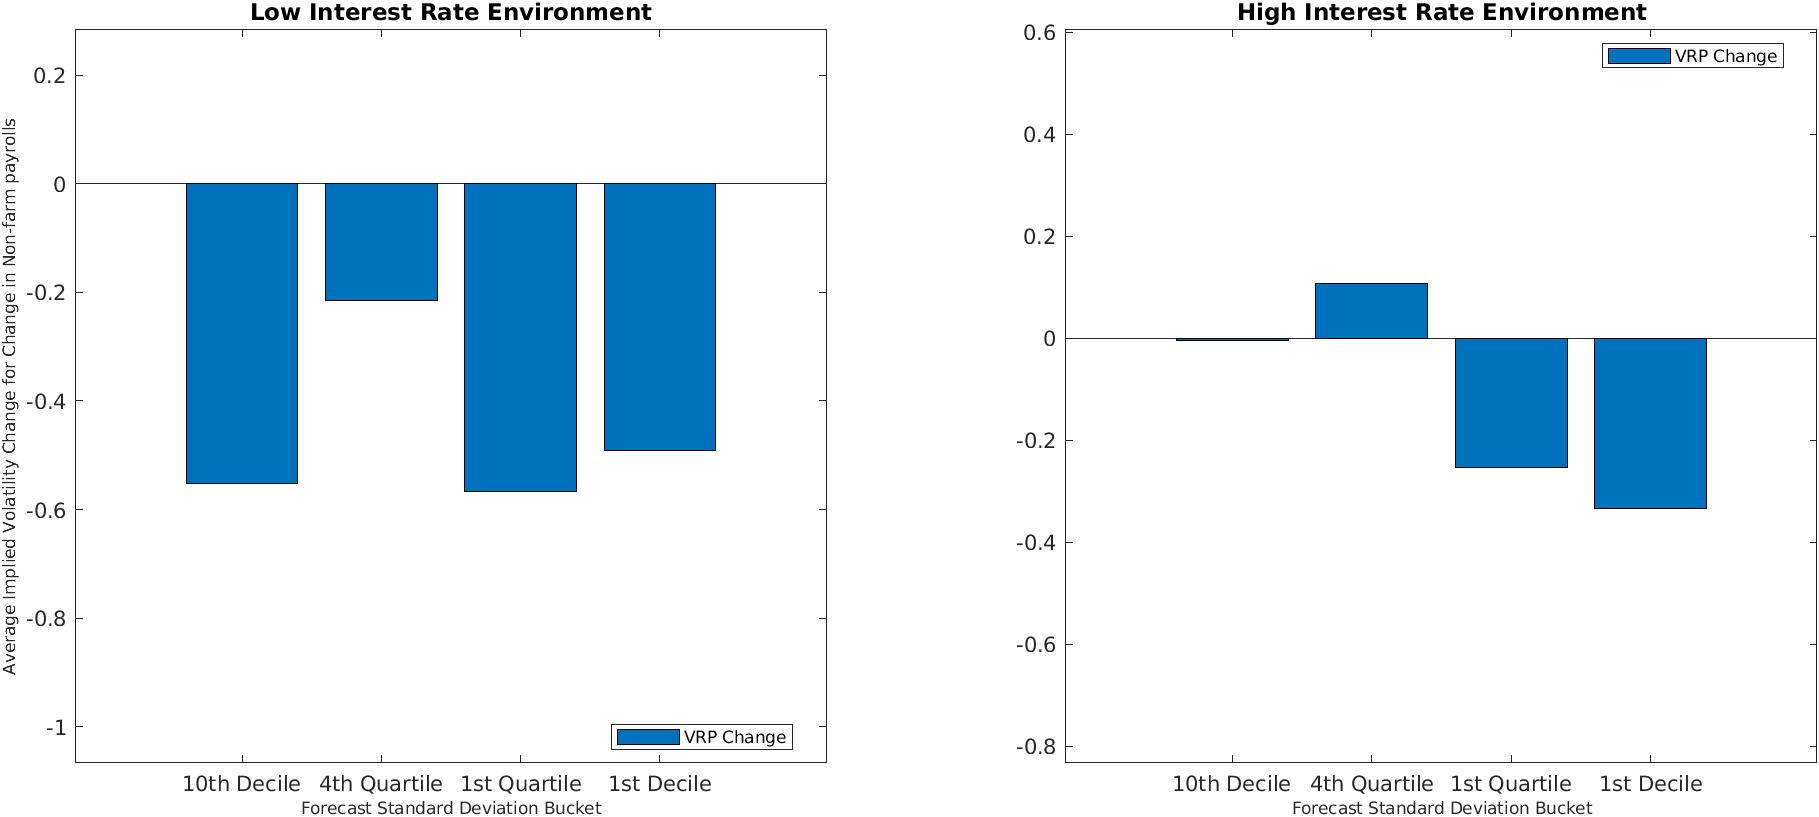 Low Interest Rate Environment
Average Implied Volatility Change for Change in Non-farm payrolls
0.2
0
-0.2
-0.4
-0.6
-0.8
-1
VRP Change
10th Decile 4th Quartile 1st Quartile 1st Decile
Forecast Standard Deviation Bucket
High Interest Rate Environment
0.6
VRP Change
0.4
0.2
0
-0.2
-0.4
-0.6
-0.8
10th Decile 4th Quartile 1st Quartile 1st Decile
Forecast Standard Deviation Bucket